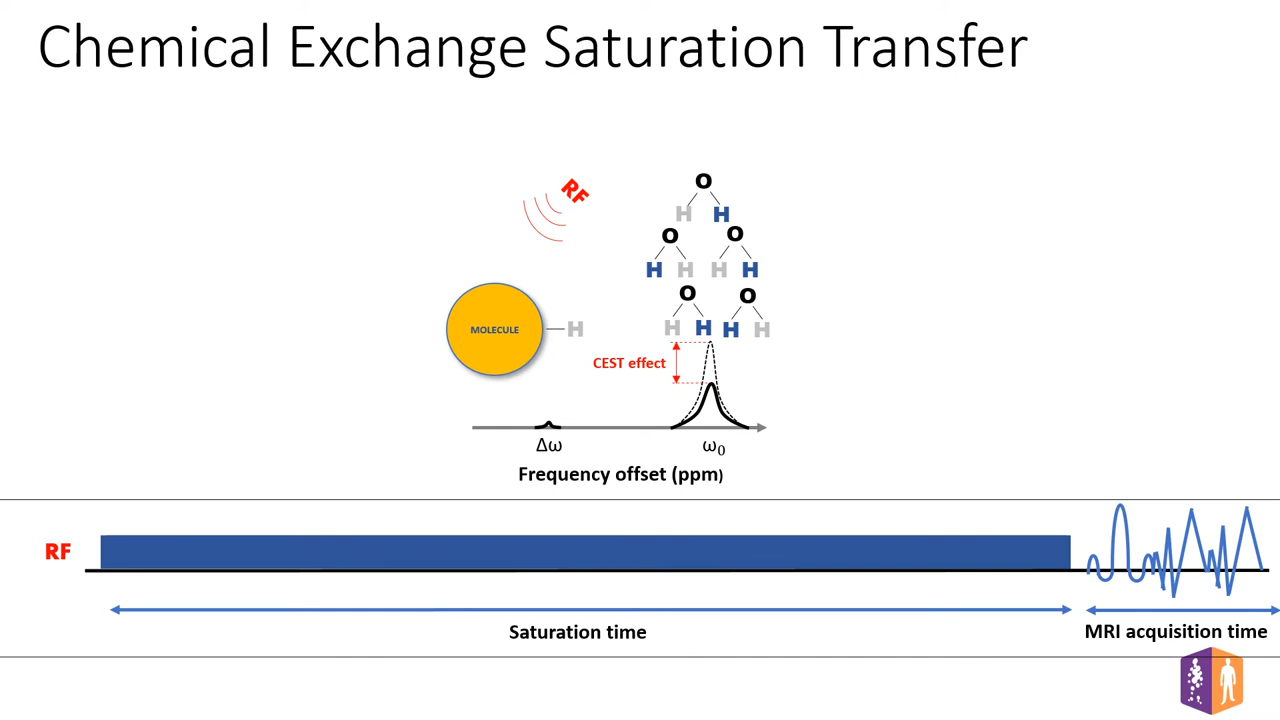 Chemical Exchange Saturation Transfer
RF
O
H H
O O
H H H H
O O
H H H H
MOLECULE
H
CEST effect
Δω ω₀
Frequency offset (ppm)
RF
Saturation time
MRI acquisition time